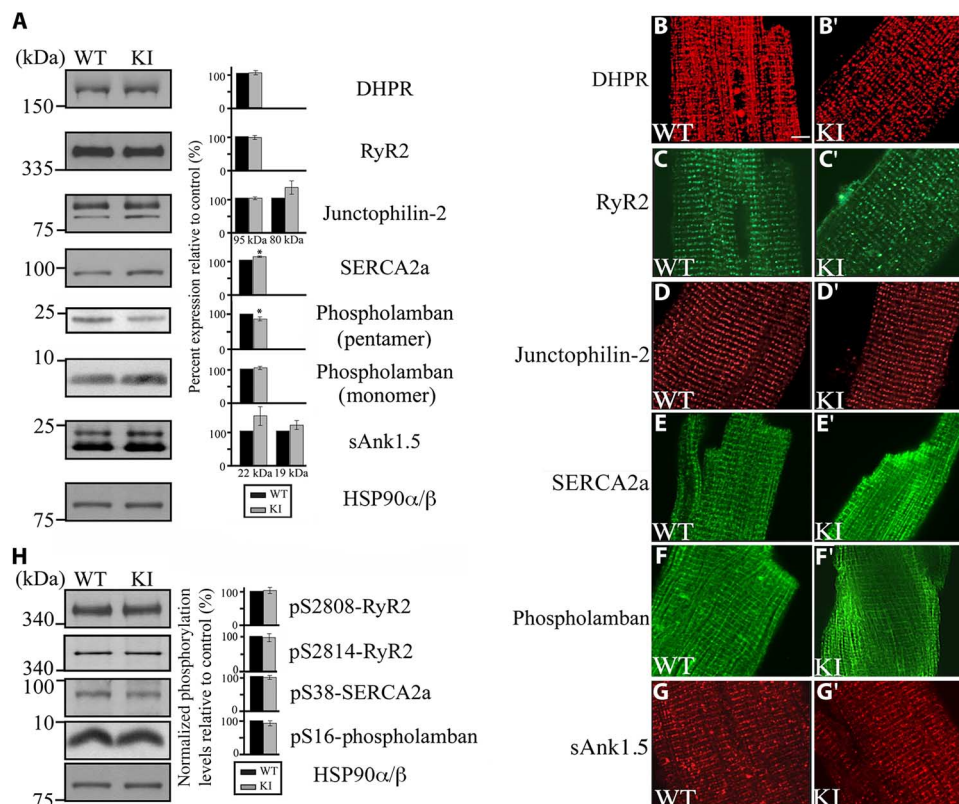 A
(kDa) WT KI
150
335
75
100
25
10
25
75
Percent expression relative to control (%)
100
0
DHPR
100
0
RyR2
100
0
95 kDa 80 kDa
Junctophilin-2
100
0
*
SERCA2a
100
0
*
Phospholamban
(pentamer)
100
0
Phospholamban
(monomer)
100
0
22 kDa 19 kDa
sAnk1.5
WT
KI
HSP90α/β
H
(kDa) WT KI
340
340
100
10
75
Normalized phosphorylation
levels relative to control (%)
100
0
pS2808-RyR2
100
0
pS2814-RyR2
100
0
pS38-SERCA2a
100
0
pS16-phospholamban
WT
KI
HSP90α/β
DHPR
B
WT
B'
KI
RyR2
C
WT
C'
KI
Junctophilin-2
D
WT
D'
KI
SERCA2a
E
WT
E'
KI
Phospholamban
F
WT
F'
KI
sAnk1.5
G
WT
G'
KI